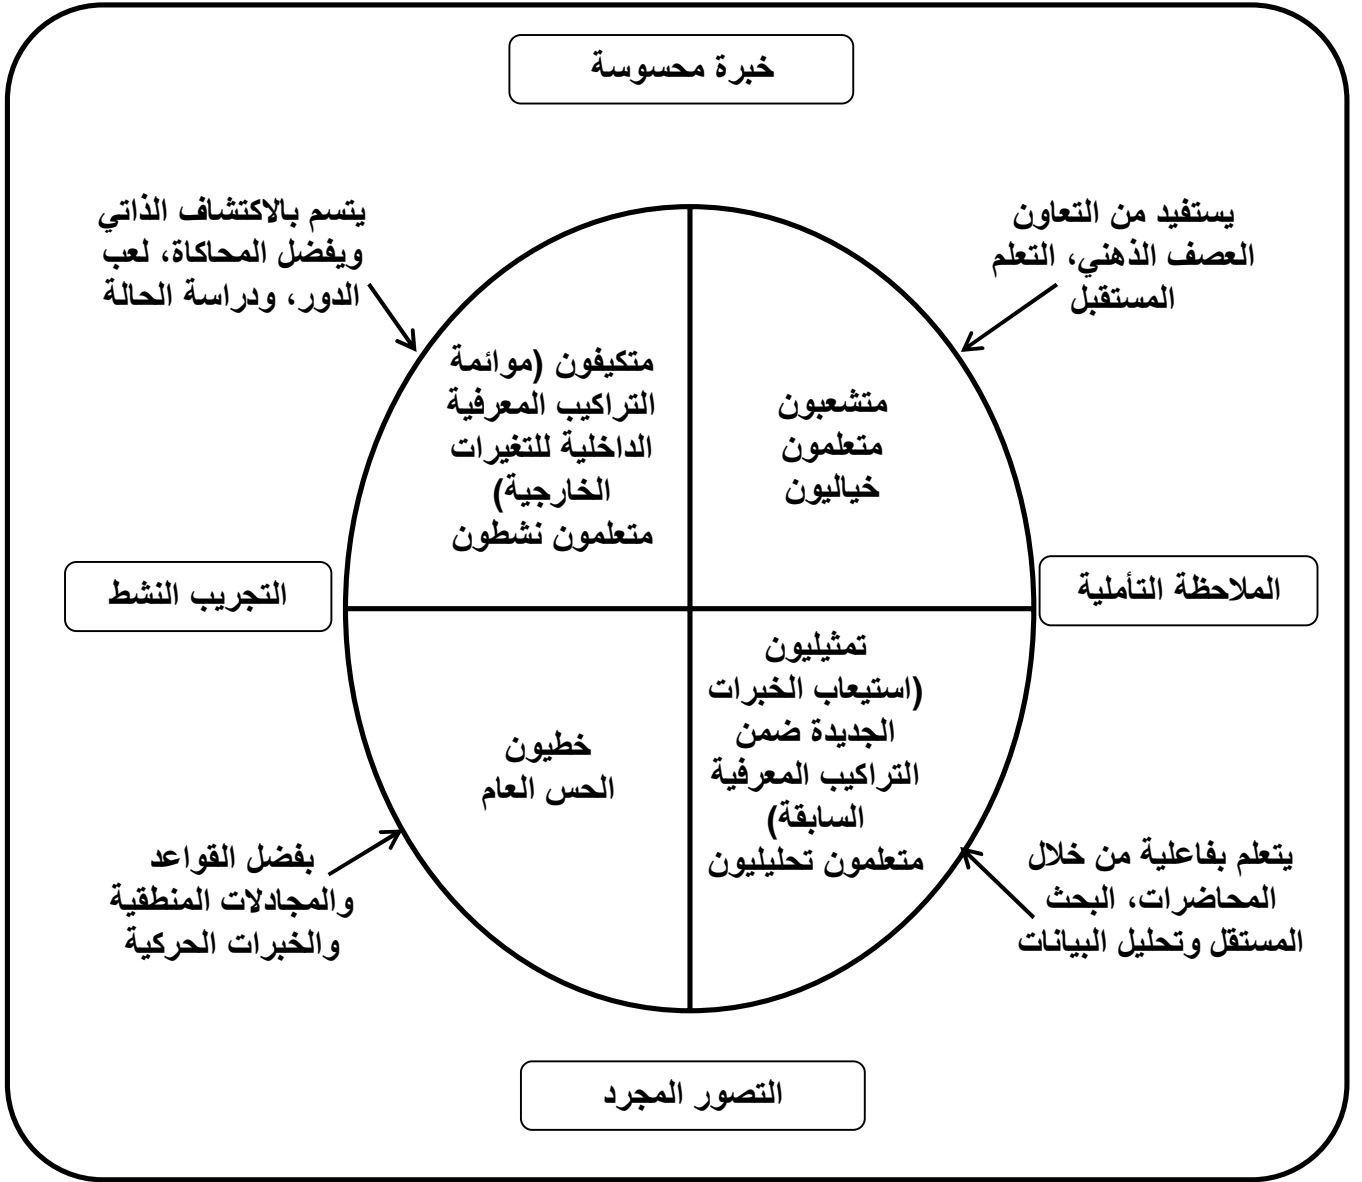 خبرة محسوسة
يستفيد من التعاون
العصف الذهني، التعلم
المستقبل
يتسم بالاكتشاف الذاتي
ويفضل المحاكاة، لعب
الدور، ودراسة الحالة
متشعبون
متعلمون
خياليون
متكيفون (موائمة
التراكيب المعرفية
الداخلية للتغيرات
الخارجية)
متعلمون نشطون
الملاحظة التأملية
التجريب النشط
تمثيليون
(استيعاب الخبرات
الجديدة ضمن
التراكيب المعرفية
السابقة)
متعلمون تحليليون
خطيون
الحس العام
يتعلم بفاعلية من خلال
المحاضرات، البحث
المستقل وتحليل البيانات
بفضل القواعد
والمجادلات المنطقية
والخبرات الحركية
التصور المجرد